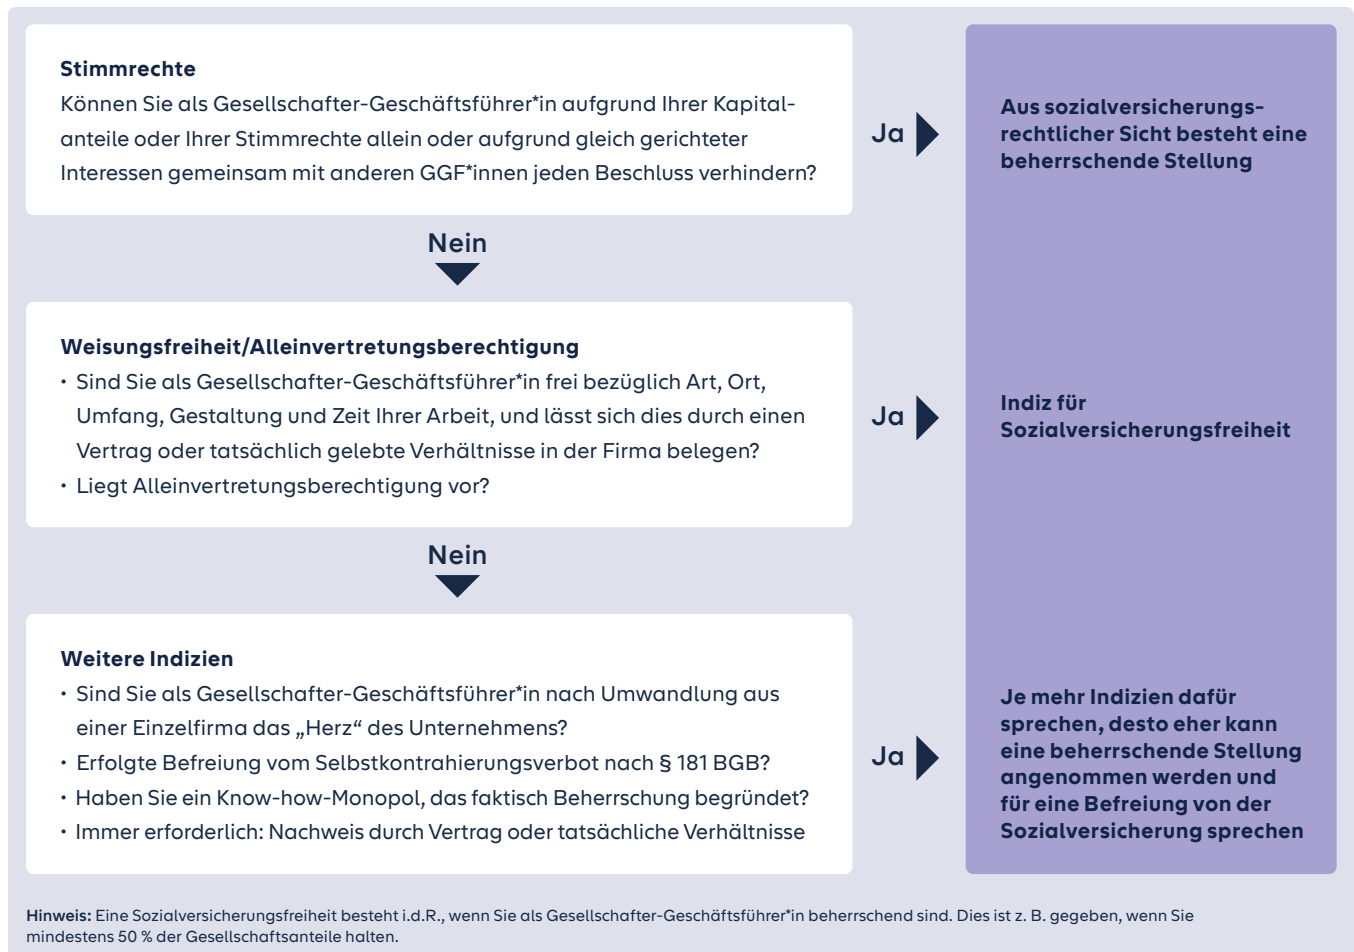 Stimmrechte
Können Sie als Gesellschafter-Geschäftsführer*in aufgrund Ihrer Kapital-
anteile oder Ihrer Stimmrechte allein oder aufgrund gleich gerichteter
Interessen gemeinsam mit anderen GGF*innen jeden Beschluss verhindern?
Ja
Aus sozialversicherungs-
rechtlicher Sicht besteht eine
beherrschende Stellung
Nein
Weisungsfreiheit/Alleinvertretungsberechtigung
• Sind Sie als Gesellschafter-Geschäftsführer*in frei bezüglich Art, Ort,
Umfang, Gestaltung und Zeit Ihrer Arbeit, und lässt sich dies durch einen
Vertrag oder tatsächlich gelebte Verhältnisse in der Firma belegen?
• Liegt Alleinvertretungsberechtigung vor?
Ja
Indiz für
Sozialversicherungsfreiheit
Nein
Weitere Indizien
• Sind Sie als Gesellschafter-Geschäftsführer*in nach Umwandlung aus
einer Einzelfirma das „Herz“ des Unternehmens?
• Erfolgte Befreiung vom Selbstkontrahierungsverbot nach § 181 BGB?
• Haben Sie ein Know-how-Monopol, das faktisch Beherrschung begründet?
• Immer erforderlich: Nachweis durch Vertrag oder tatsächliche Verhältnisse
Ja
Je mehr Indizien dafür
sprechen, desto eher kann
eine beherrschende Stellung
angenommen werden und
für eine Befreiung von der
Sozialversicherung sprechen
Hinweis: Eine Sozialversicherungsfreiheit besteht i.d.R., wenn Sie als Gesellschafter-Geschäftsführer*in beherrschend sind. Dies ist z. B. gegeben, wenn Sie
mindestens 50 % der Gesellschaftsanteile halten.